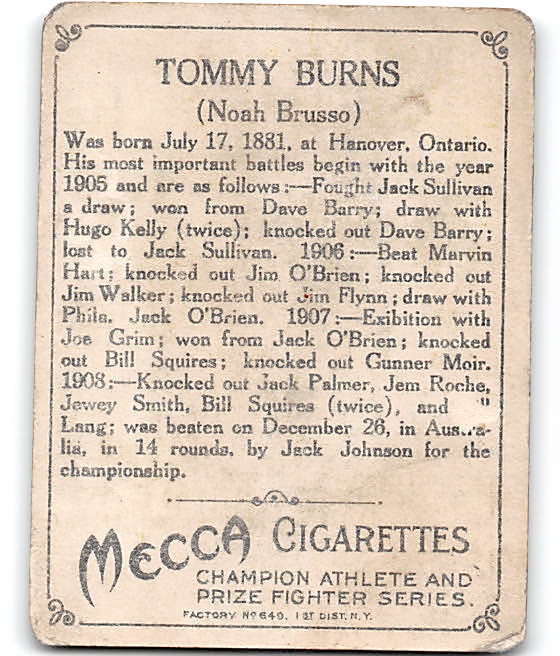 TOMMY BURNS
(Noah Brusso)
Was born July 17, 1881, at Hanover, Ontario.
His most important battles begin with the year
1905 and are as follows:—Fought Jack Sullivan
a draw; won from Dave Barry; draw with
Hugo Kelly (twice); knocked out Dave Barry;
lost to Jack Sullivan. 1906:—Beat Marvin
Hart; knocked out Jim O'Brien; knocked out
Jim Walker; knocked out Jim Flynn; draw with
Phila. Jack O'Brien. 1907:—Exibition with
Joe Grim; won from Jack O'Brien; knocked
out Bill Squires; knocked out Gunner Moir.
1908:—Knocked out Jack Palmer, Jem Roche,
Jewey Smith, Bill Squires (twice), and
Lang; was beaten on December 26, in Austra-
lia, in 14 rounds, by Jack Johnson for the
championship.
MECCA CIGARETTES
CHAMPION ATHLETE AND
PRIZE FIGHTER SERIES.
FACTORY No 649. 1ST DIST. N.Y.